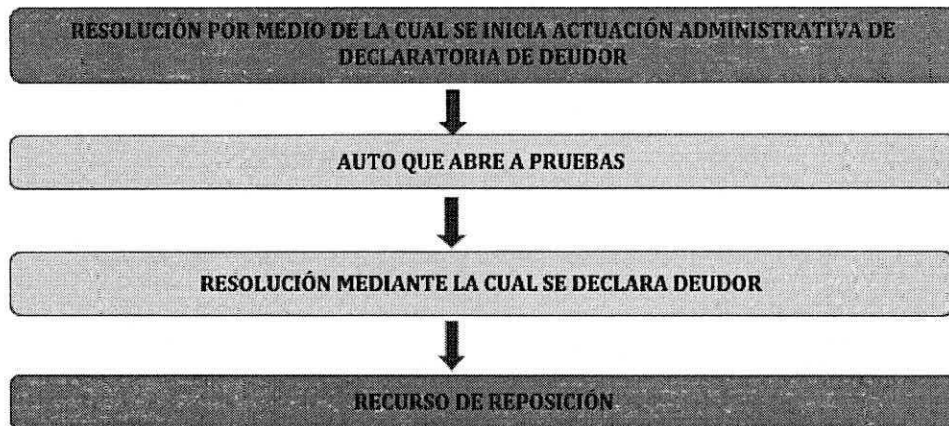 RESOLUCIÓN POR MEDIO DE LA CUAL SE INICIA ACTUACIÓN ADMINISTRATIVA DE
DECLARATORIA DE DEUDOR
AUTO QUE ABRE A PRUEBAS
RESOLUCIÓN MEDIANTE LA CUAL SE DECLARA DEUDOR
RECURSO DE REPOSICIÓN